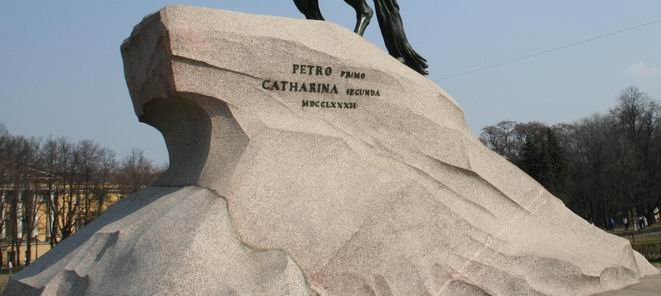 PETRO PRIMO
CATHARINA SECUNDA
MDCCLXXXII